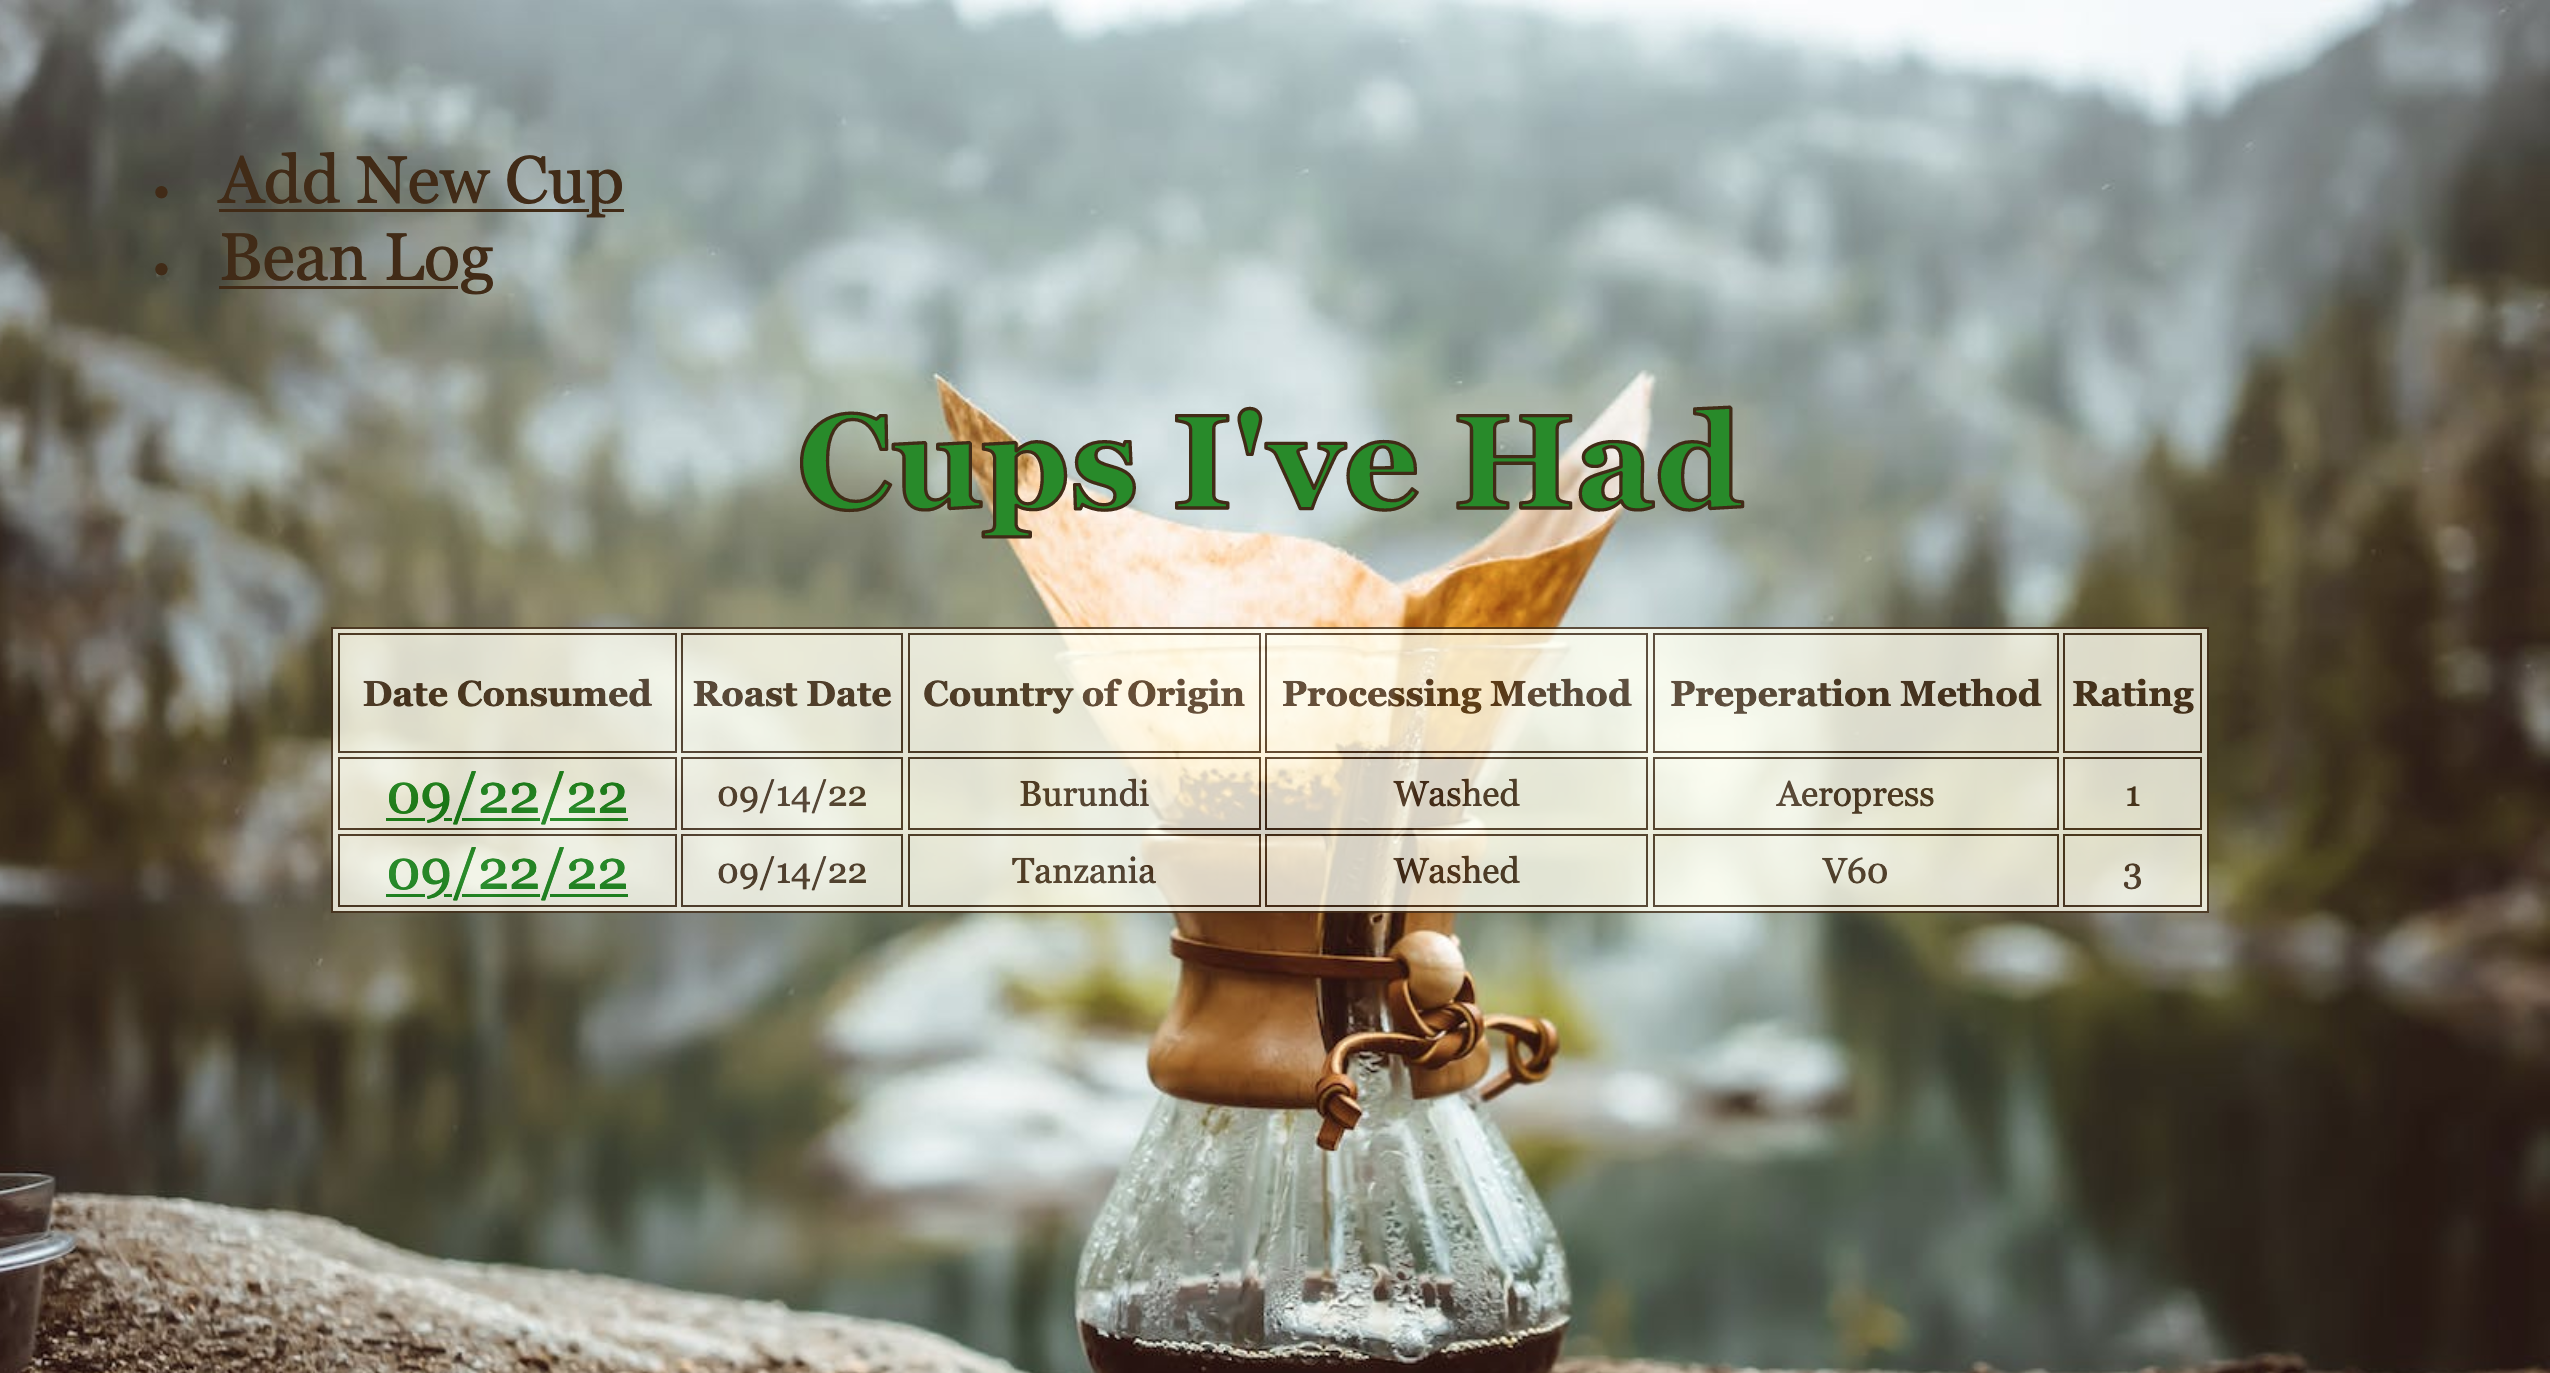 Add New Cup
Bean Log
Cups I've Had
Date Consumed Roast Date Country of Origin Processing Method Preperation Method Rating
09/22/22 09/14/22 Burundi Washed Aeropress 1
09/22/22 09/14/22 Tanzania Washed V60 3